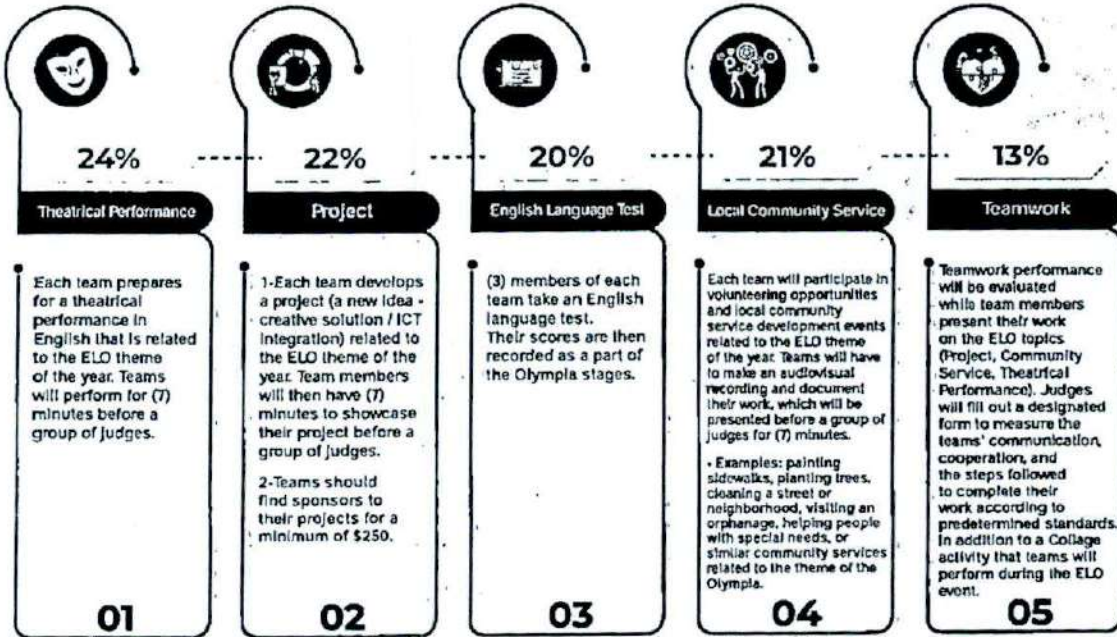 24%
Theatrical Performance
Each team prepares
for a theatrical
performance in
English that is related
to the ELO theme
of the year. Teams
will perform for (7)
minutes before a
group of judges.
01
22%
Project
1-Each team develops
a project (a new idea -
creative solution / ICT
integration) related to
the ELO theme of the
year. Team members
will then have (7)
minutes to showcase
their project before a
group of judges.
2-Teams should
find sponsors to
their projects for a
minimum of $250.
02
20%
English Language Test
(3) members of each
team take an English
language test.
Their scores are then
recorded as a part of
the Olympia stages.
03
21%
Local Community Service
Each team will participate in
volunteering opportunities
and local community
service development events
related to the ELO theme
of the year. Teams will have
to make an audiovisual
recording and document
their work, which will be
presented before a group of
judges for (7) minutes.
• Examples: painting
sidewalks, planting trees,
cleaning a street or
neighborhood, visiting an
orphanage, helping people
with special needs, or
similar community services
related to the theme of the
Olympia.
04
13%
Teamwork
Teamwork performance
will be evaluated
while team members
present their work
on the ELO topics
(Project, Community
Service, Theatrical
Performance). Judges
will fill out a designated
form to measure the
teams' communication,
cooperation, and
the steps followed
to complete their
work according to
predetermined standards.
In addition to a Collage
activity that teams will
perform during the ELO
event.
05